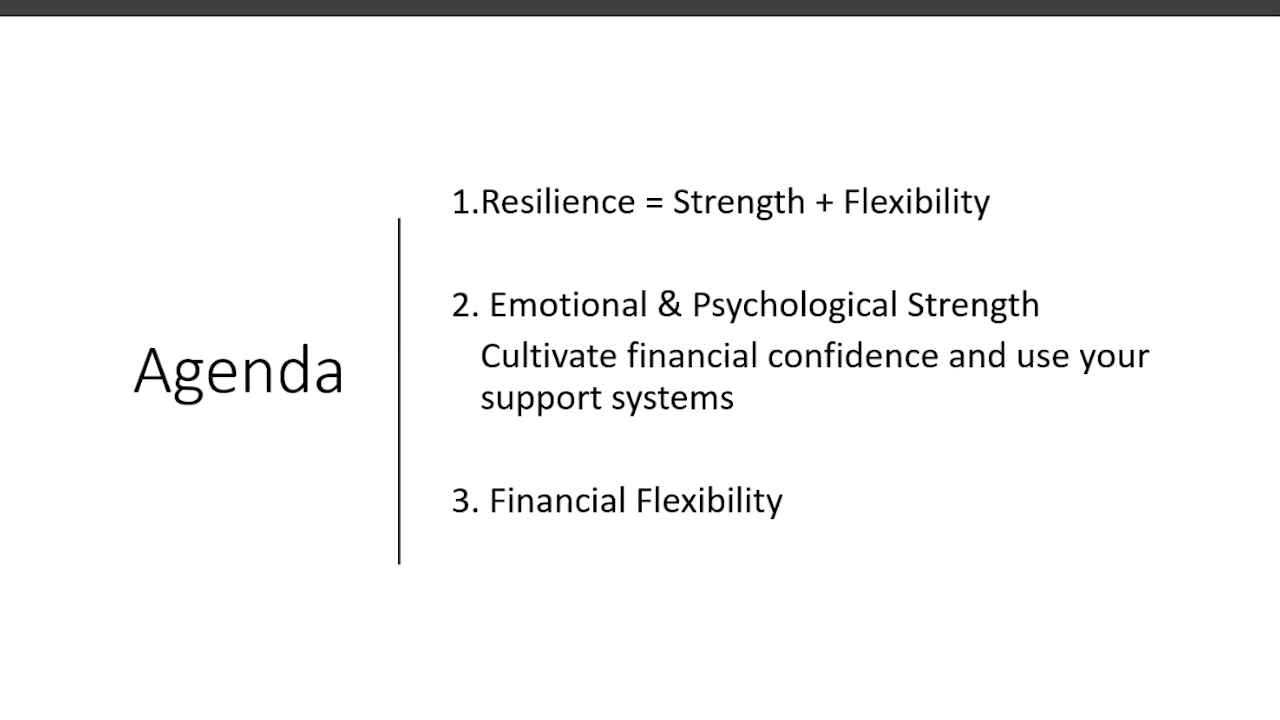 Agenda
1.Resilience = Strength + Flexibility
2. Emotional & Psychological Strength
Cultivate financial confidence and use your
support systems
3. Financial Flexibility